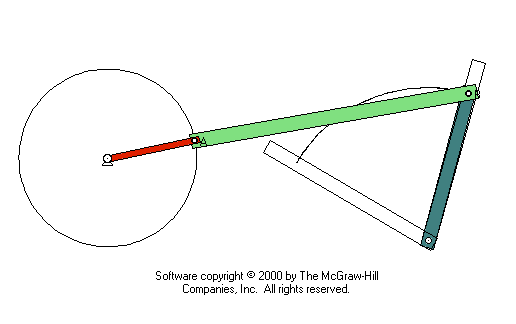 Software copyright © 2000 by The McGraw-Hill
Companies, Inc. All rights reserved.